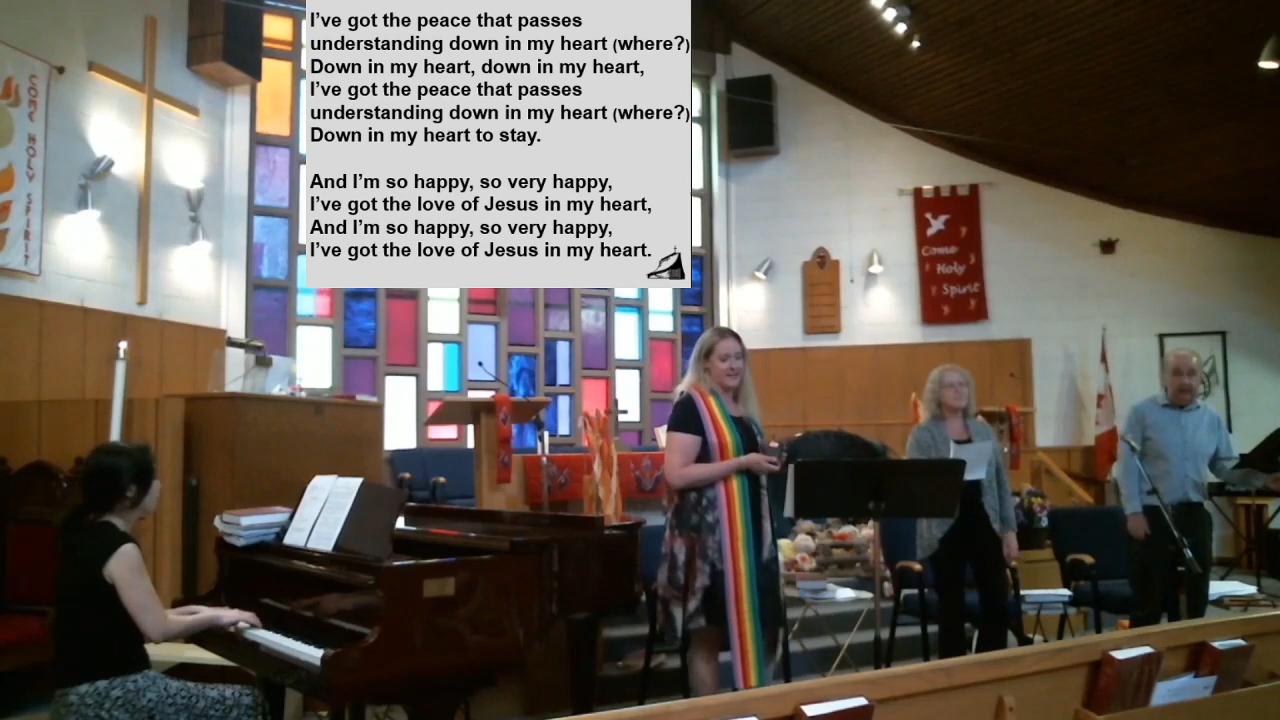 I've got the peace that passes
understanding down in my heart (where?)
Down in my heart, down in my heart,
I've got the peace that passes
understanding down in my heart (where?)
Down in my heart to stay.
And I'm so happy, so very happy,
I've got the love of Jesus in my heart,
And I'm so happy, so very happy,
I've got the love of Jesus in my heart.
COME HOLY SPIRIT
Come
Holy
Spirit